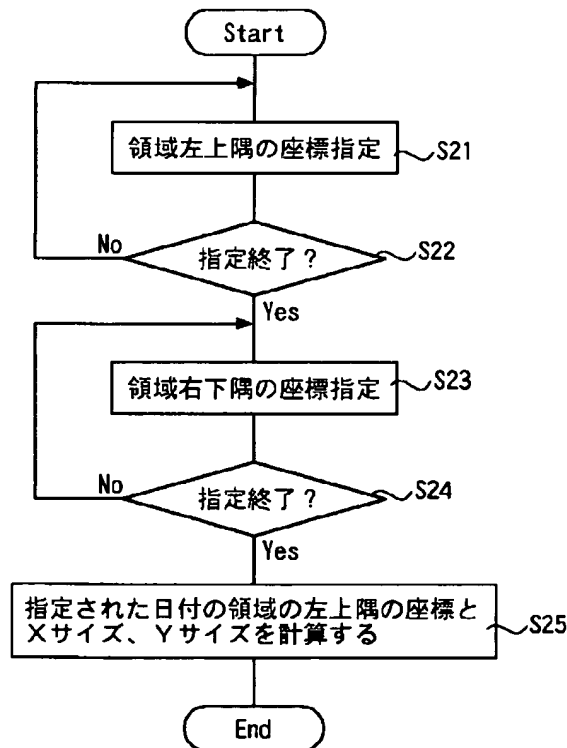 Start
領域左上隅の座標指定
S21
No
指定終了？
S22
Yes
領域右下隅の座標指定
S23
No
指定終了？
S24
Yes
指定された日付の領域の左上隅の座標と
Xサイズ、Yサイズを計算する
S25
End